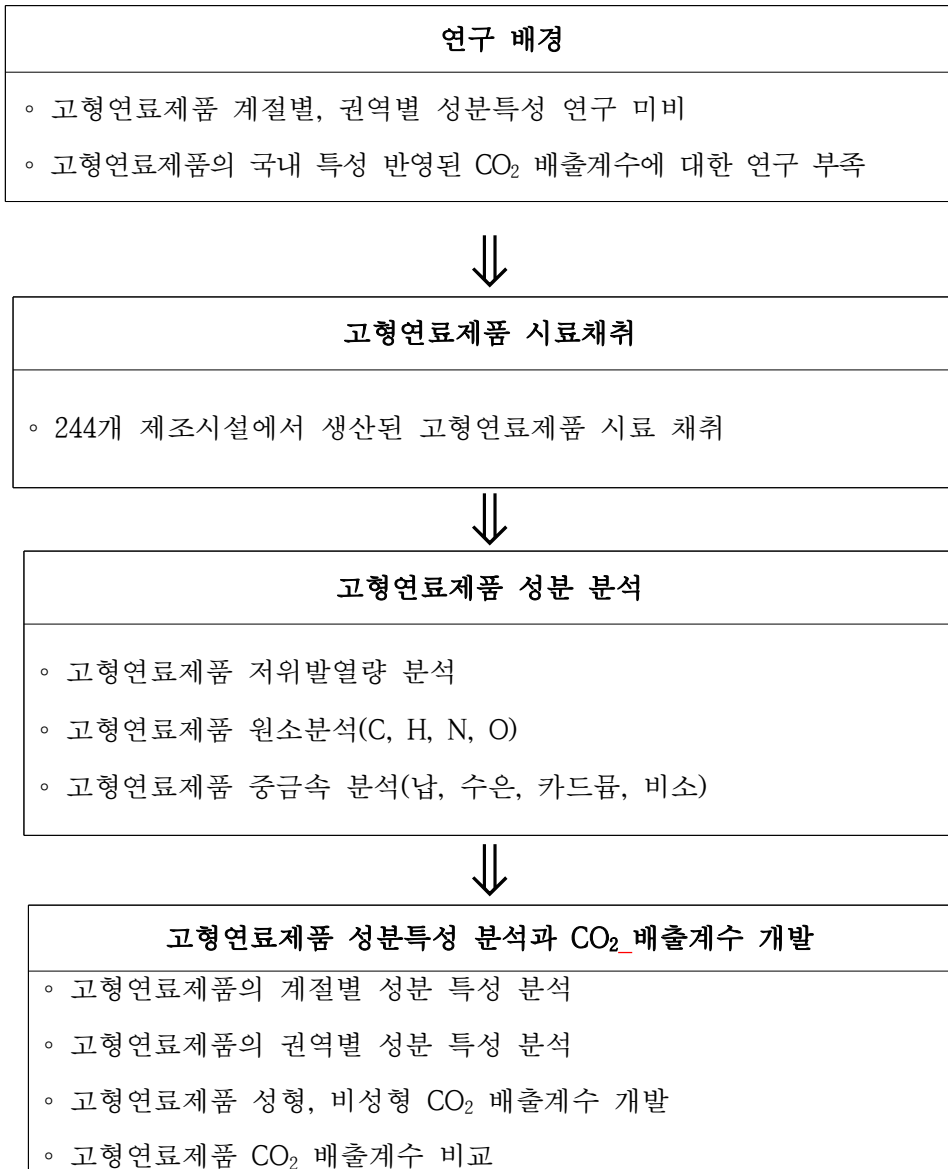 연구 배경
◦ 고형연료제품 계절별, 권역별 성분특성 연구 미비
◦ 고형연료제품의 국내 특성 반영된 CO₂ 배출계수에 대한 연구 부족
⇓
고형연료제품 시료채취
◦ 244개 제조시설에서 생산된 고형연료제품 시료 채취
⇓
고형연료제품 성분 분석
◦ 고형연료제품 저위발열량 분석
◦ 고형연료제품 원소분석(C, H, N, O)
◦ 고형연료제품 중금속 분석(납, 수은, 카드뮴, 비소)
⇓
고형연료제품 성분특성 분석과 CO₂ 배출계수 개발
◦ 고형연료제품의 계절별 성분 특성 분석
◦ 고형연료제품의 권역별 성분 특성 분석
◦ 고형연료제품 성형, 비성형 CO₂ 배출계수 개발
◦ 고형연료제품 CO₂ 배출계수 비교